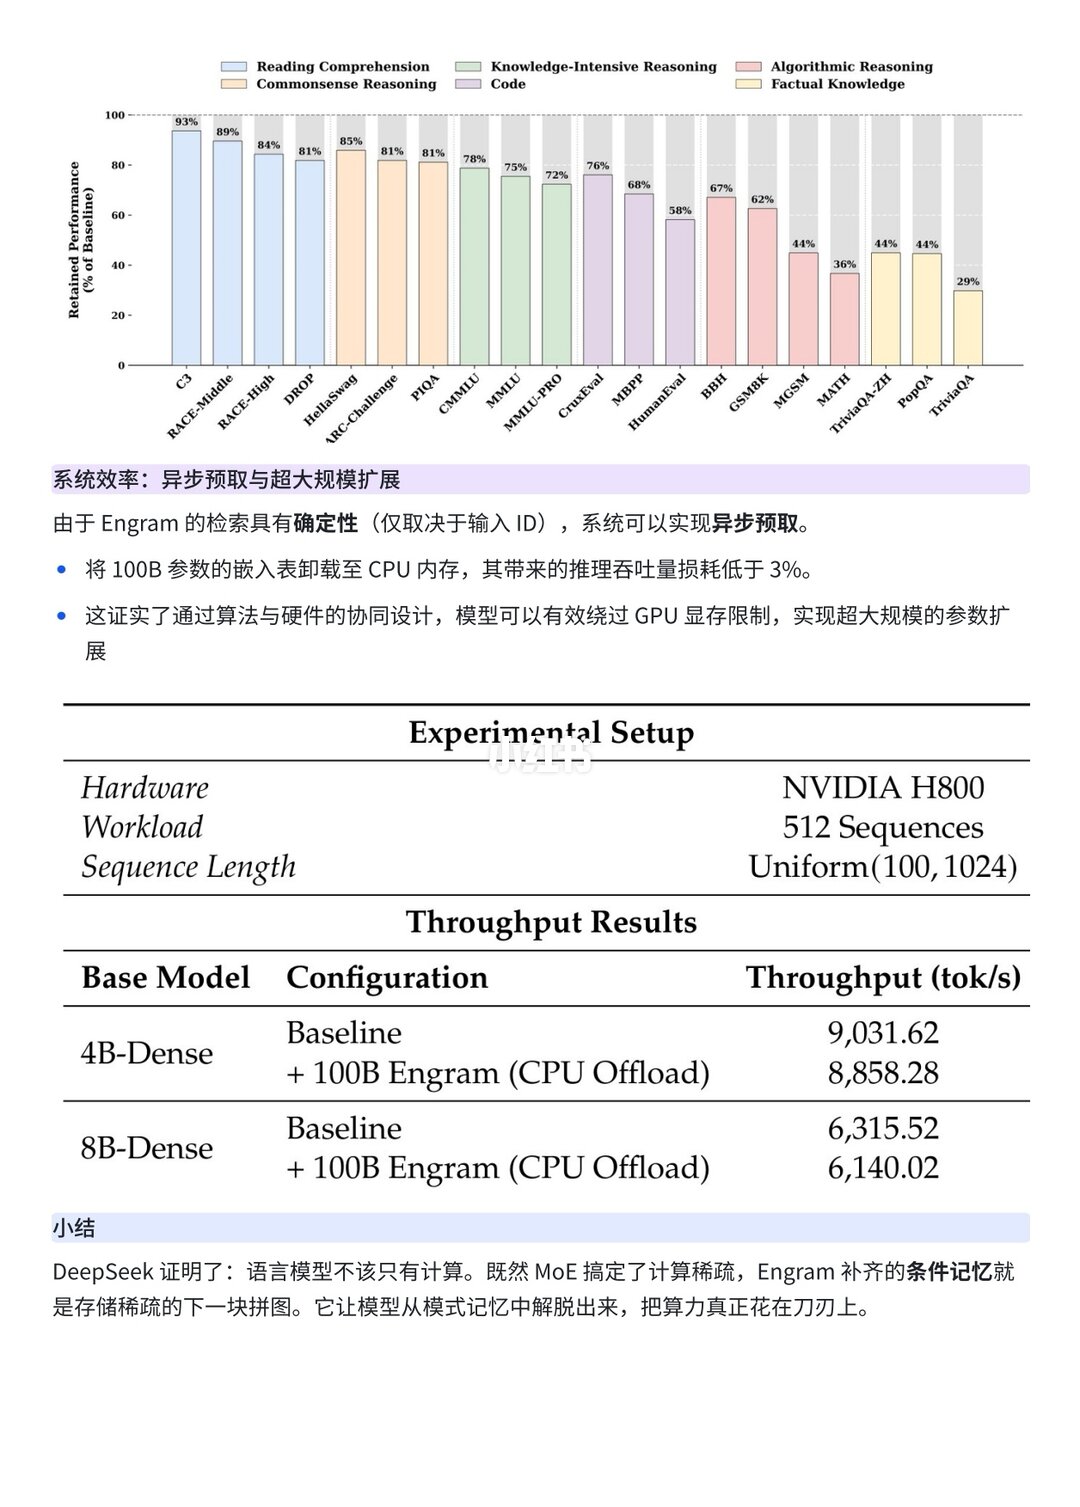 Reading Comprehension
Knowledge-Intensive Reasoning
Algorithmic Reasoning
Commonsense Reasoning
Code
Factual Knowledge
Retained Performance
(% of Baseline)
100
80
60
40
20
0
93%
89%
84%
81%
85%
81%
81%
78%
75%
72%
76%
68%
58%
67%
62%
44%
36%
44%
44%
29%
C3
RACE-Middle
RACE-High
DROP
HellaSwag
ARC-Challenge
PIQA
CMMLU
MMLU
MMLU-PRO
CruxEval
MBPP
HumanEval
BBH
GSM8K
MGSM
MATH
TriviaQA-ZH
PopQA
TriviaQA
系统效率：异步预取与超大规模扩展
由于 Engram 的检索具有确定性（仅取决于输入 ID），系统可以实现异步预取。
将 100B 参数的嵌入表卸载至 CPU 内存，其带来的推理吞吐量损耗低于 3%。
这证实了通过算法与硬件的协同设计，模型可以有效绕过 GPU 显存限制，实现超大规模的参数扩
展
Experimental Setup
小红书
Hardware NVIDIA H800
Workload 512 Sequences
Sequence Length Uniform(100, 1024)
Throughput Results
Base Model Configuration Throughput (tok/s)
4B-Dense
Baseline 9,031.62
+ 100B Engram (CPU Offload) 8,858.28
8B-Dense
Baseline 6,315.52
+ 100B Engram (CPU Offload) 6,140.02
小结
DeepSeek 证明了：语言模型不该只有计算。既然 MoE 搞定了计算稀疏，Engram 补齐的条件记忆就
是存储稀疏的下一块拼图。它让模型从模式记忆中解脱出来，把算力真正花在刀刃上。